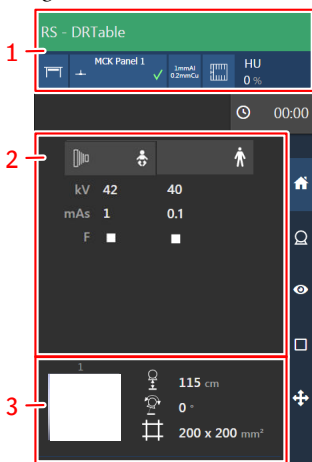 RS - DRTable
1
MCK Panel 1
1mmAl
0.2mmCu
HU
0 %
00:00
2
kV 42 40
mAs 1 0.1
F
1
3
115 cm
0 °
200 x 200 mm²